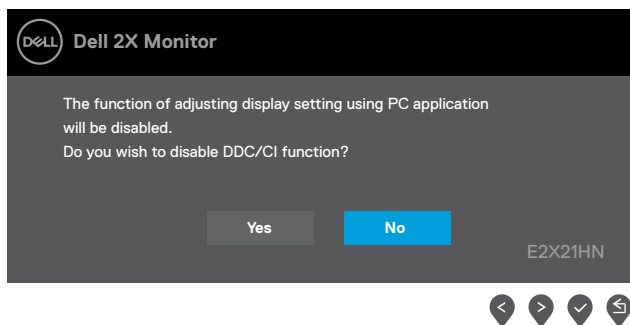 DELL
Dell 2X Monitor
The function of adjusting display setting using PC application
will be disabled.
Do you wish to disable DDC/CI function?
Yes No
E2X21HN